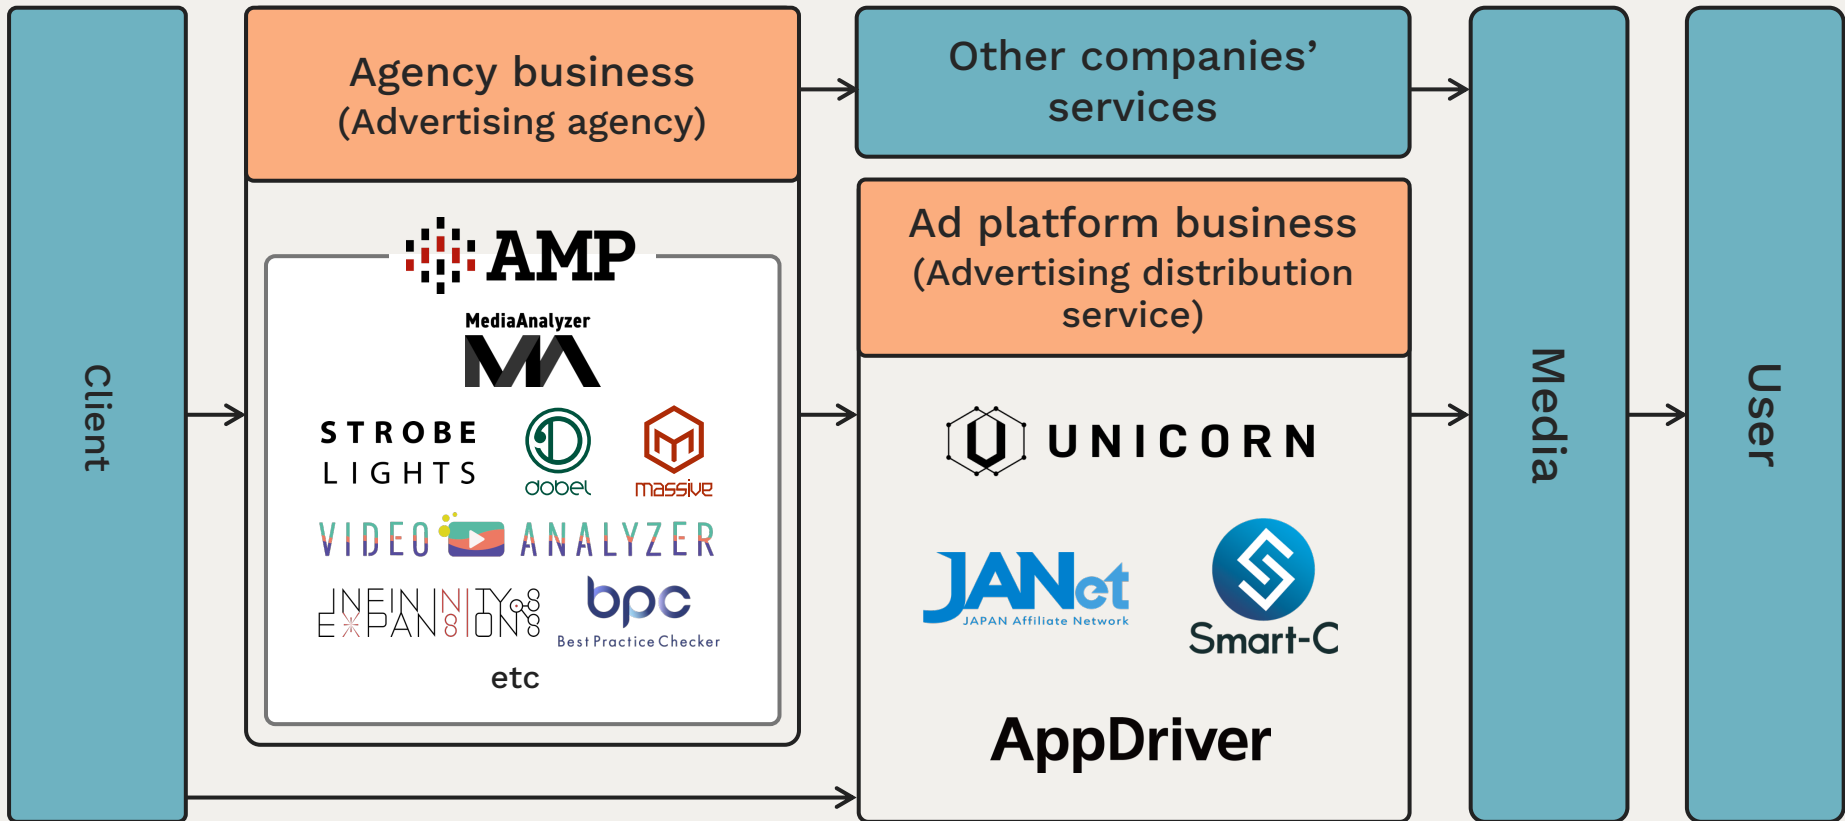 Client
Agency business
(Advertising agency)
AMP
MediaAnalyzer
MA
STROBE
LIGHTS
dobel
massive
VIDEO ANALYZER
INFINITY
EXPANSION
bpc
Best Practice Checker
etc
Other companies’
services
Ad platform business
(Advertising distribution
service)
UNICORN
JANet
JAPAN Affiliate Network
Smart-C
AppDriver
Media
User